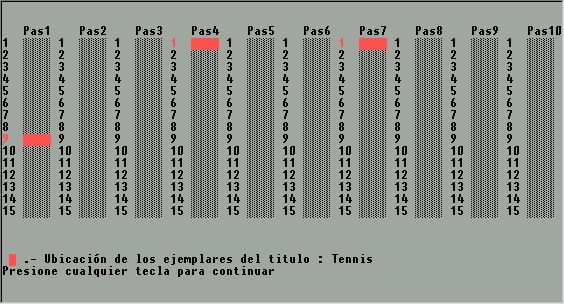 Pas1 Pas2 Pas3 Pas4 Pas5 Pas6 Pas7 Pas8 Pas9 Pas10
1 1 1 1 1 1 1 1 1 1
2 2 2 2 2 2 2 2 2 2
3 3 3 3 3 3 3 3 3 3
4 4 4 4 4 4 4 4 4 4
5 5 5 5 5 5 5 5 5 5
6 6 6 6 6 6 6 6 6 6
7 7 7 7 7 7 7 7 7 7
8 8 8 8 8 8 8 8 8 8
9 9 9 9 9 9 9 9 9 9
10 10 10 10 10 10 10 10 10 10
11 11 11 11 11 11 11 11 11 11
12 12 12 12 12 12 12 12 12 12
13 13 13 13 13 13 13 13 13 13
14 14 14 14 14 14 14 14 14 14
15 15 15 15 15 15 15 15 15 15
.- Ubicación de los ejemplares del titulo : Tennis
Presione cualquier tecla para continuar